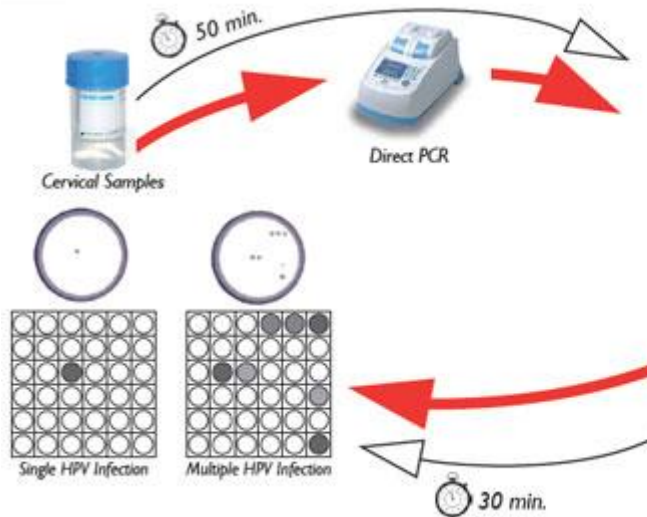 50 min.
Cervical Samples
Direct PCR
Single HPV Infection
Multiple HPV Infection
30 min.